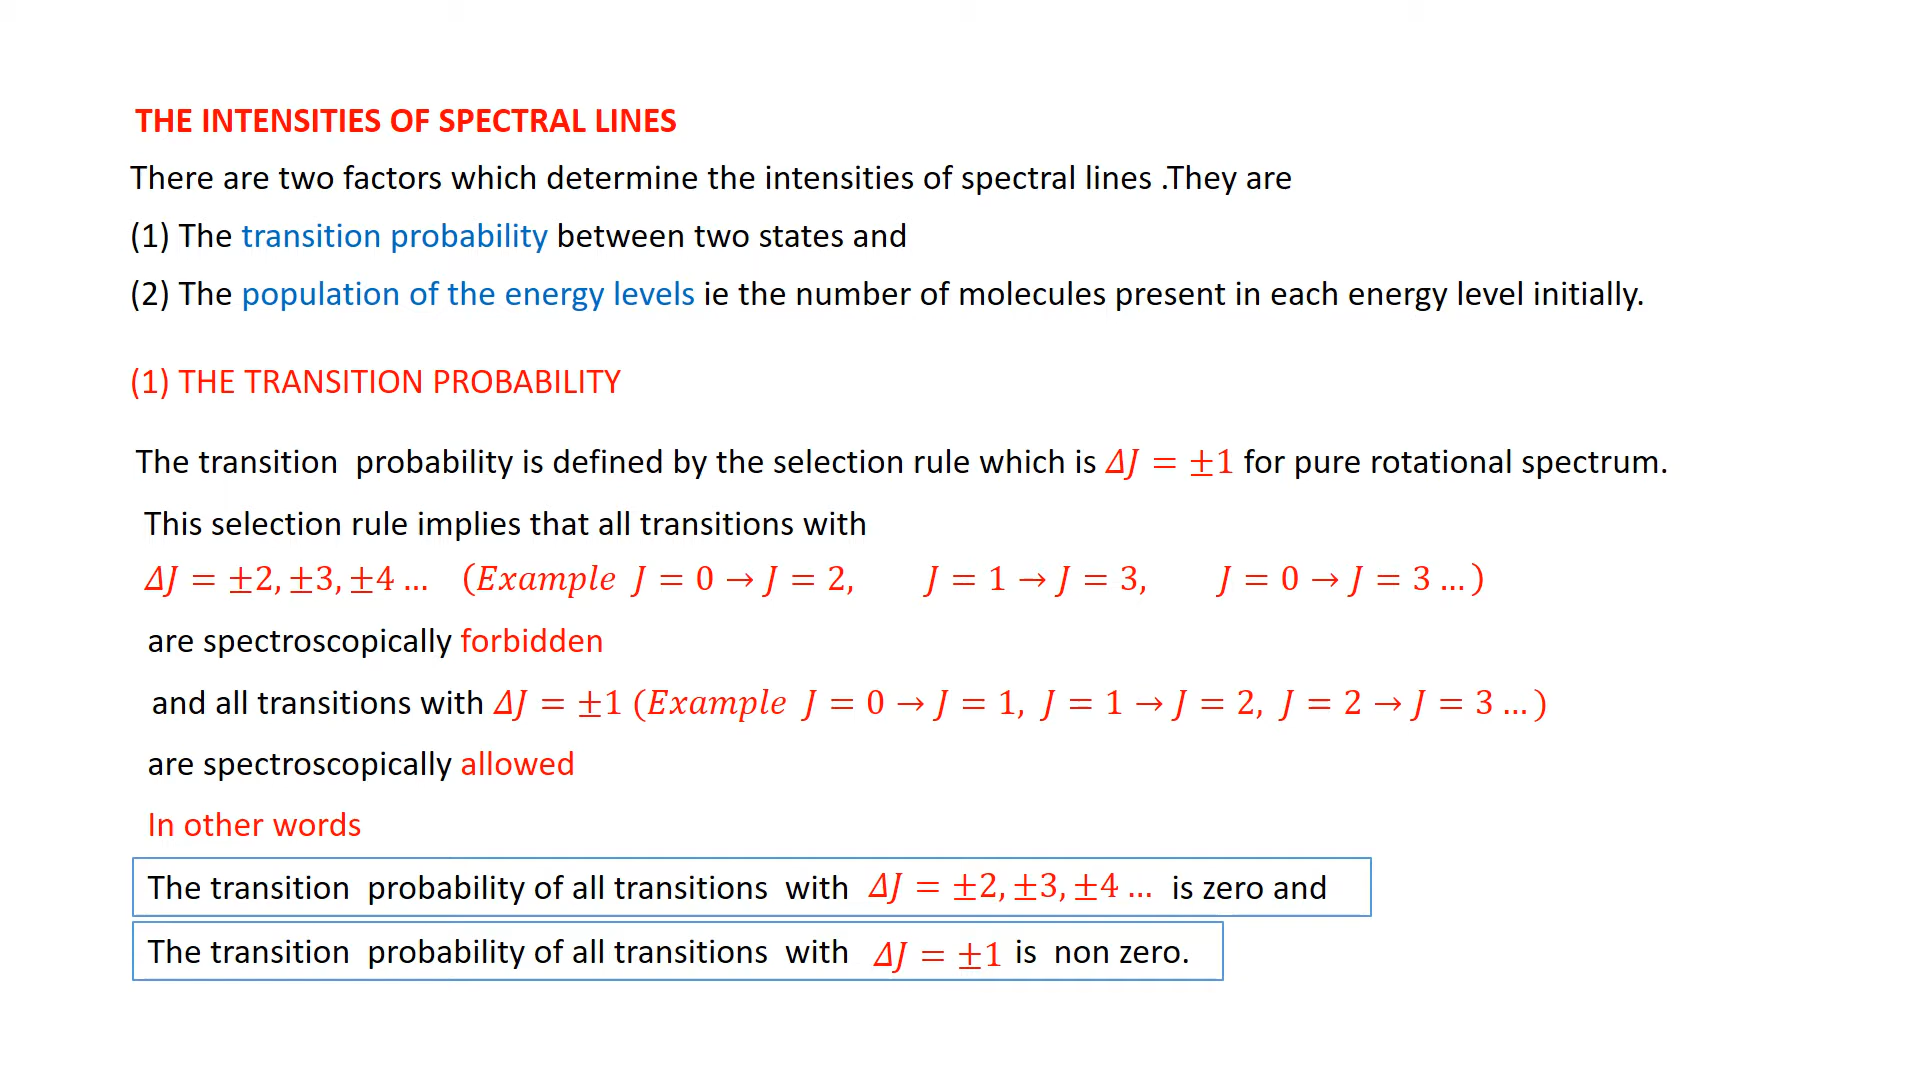 THE INTENSITIES OF SPECTRAL LINES
There are two factors which determine the intensities of spectral lines .They are
(1) The transition probability between two states and
(2) The population of the energy levels ie the number of molecules present in each energy level initially.
(1) THE TRANSITION PROBABILITY
The transition probability is defined by the selection rule which is ΔJ = ±1 for pure rotational spectrum.
This selection rule implies that all transitions with
ΔJ = ±2, ±3, ±4 … (Example J = 0 → J = 2, J = 1 → J = 3, J = 0 → J = 3 … )
are spectroscopically forbidden
and all transitions with ΔJ = ±1 (Example J = 0 → J = 1, J = 1 → J = 2, J = 2 → J = 3 … )
are spectroscopically allowed
In other words
The transition probability of all transitions with ΔJ = ±2, ±3, ±4 … is zero and
The transition probability of all transitions with ΔJ = ±1 is non zero.